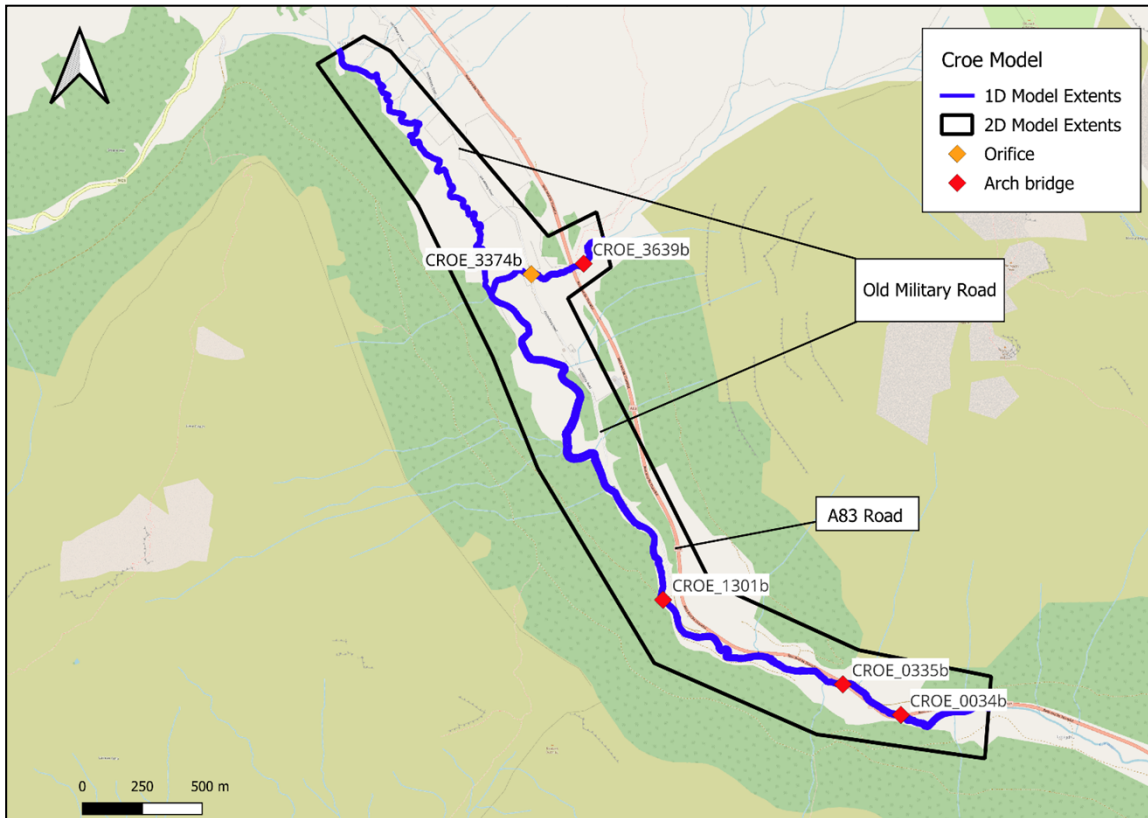 Croe Model
1D Model Extents
2D Model Extents
Orifice
Arch bridge
CROE_3639b
CROE_3374b
Old Military Road
A83 Road
CROE_1301b
CROE_0335b
CROE_0034b
0 250 500 m